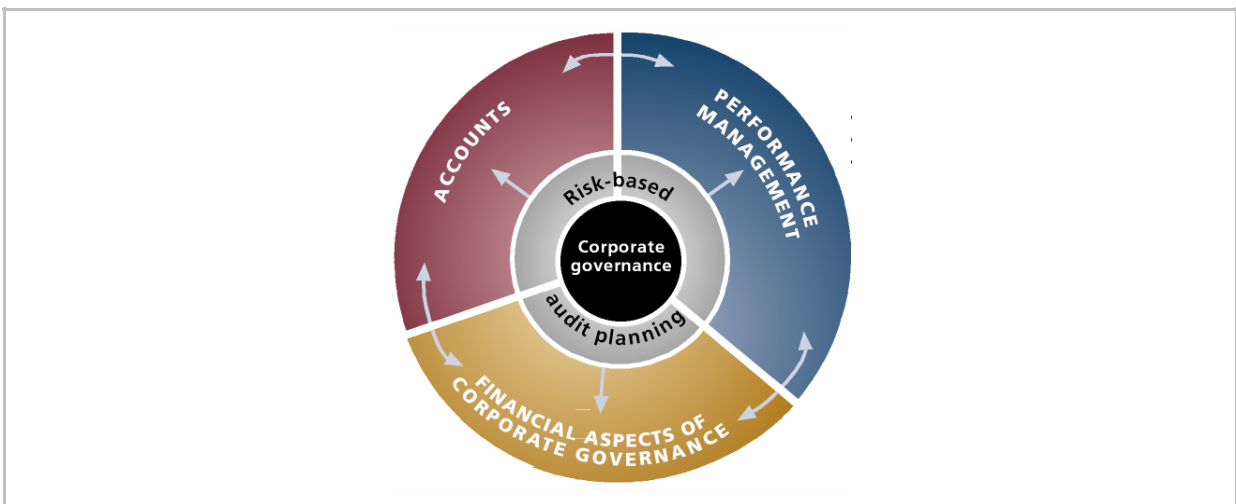 ACCOUNTS
PERFORMANCE
MANAGEMENT
Risk-based
Corporate
governance
audit planning
FINANCIAL ASPECTS OF
CORPORATE GOVERNANCE